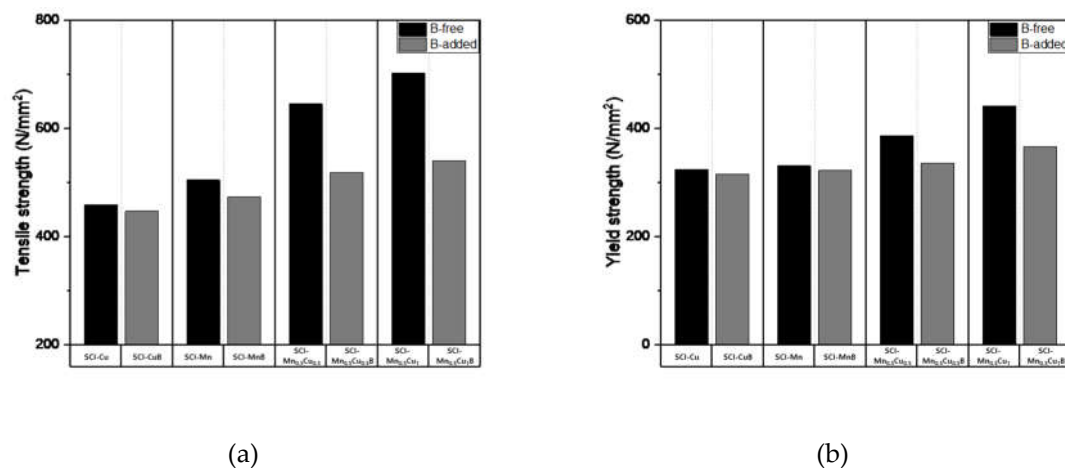 800
600
400
200
Tensile strength (N/mm²)
B-free
B-added
SCI-Cu
SCI-CuB
SCI-Mn
SCI-MnB
SCI-
Mn₀.₅Cu₀.₅
SCI-
Mn₀.₅Cu₀.₅B
SCI-
Mn₀.₅Cu₁
SCI-
Mn₀.₅Cu₁B
(a)
600
400
200
0
Yield strength (N/mm²)
B-free
B-added
SCI-Cu
SCI-CuB
SCI-Mn
SCI-MnB
SCI-
Mn₀.₅Cu₀.₅
SCI-
Mn₀.₅Cu₀.₅B
SCI-
Mn₀.₅Cu₁
SCI-
Mn₀.₅Cu₁B
(b)